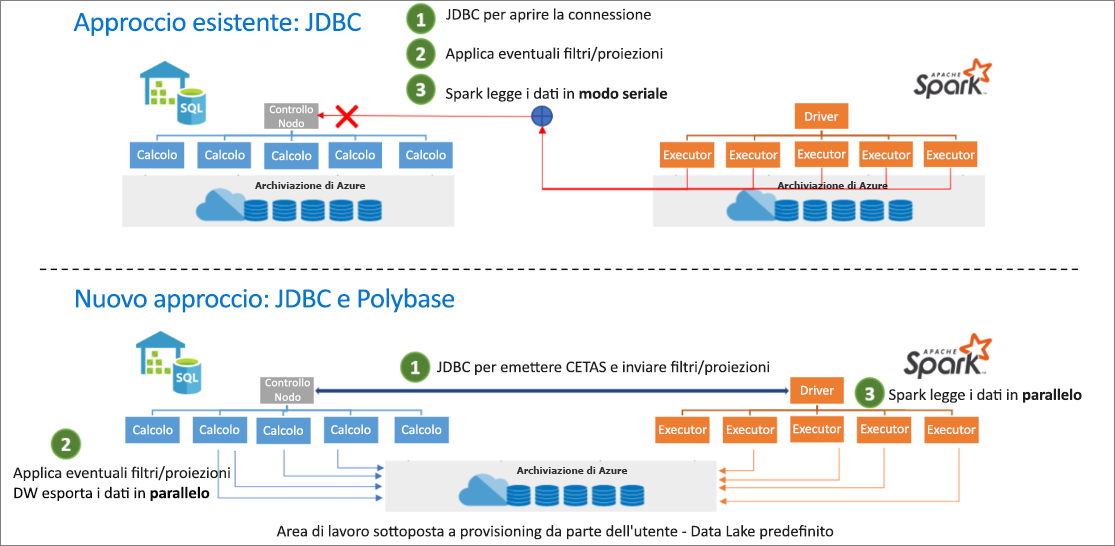 Approccio esistente: JDBC
1 JDBC per aprire la connessione
2 Applica eventuali filtri/proiezioni
3 Spark legge i dati in modo seriale
SQL
APACHE
Spark™
Controllo
Nodo
Driver
Calcolo Calcolo Calcolo Calcolo Calcolo
Executor Executor Executor Executor Executor
Archiviazione di Azure
Archiviazione di Azure
Nuovo approccio: JDBC e Polybase
SQL
1 JDBC per emettere CETAS e inviare filtri/proiezioni
APACHE
Spark™
Controllo
Nodo
Driver
3 Spark legge i dati in parallelo
Calcolo Calcolo Calcolo Calcolo Calcolo
Executor Executor Executor Executor Executor
2
Applica eventuali filtri/proiezioni
DW esporta i dati in parallelo
Archiviazione di Azure
Area di lavoro sottoposta a provisioning da parte dell'utente - Data Lake predefinito